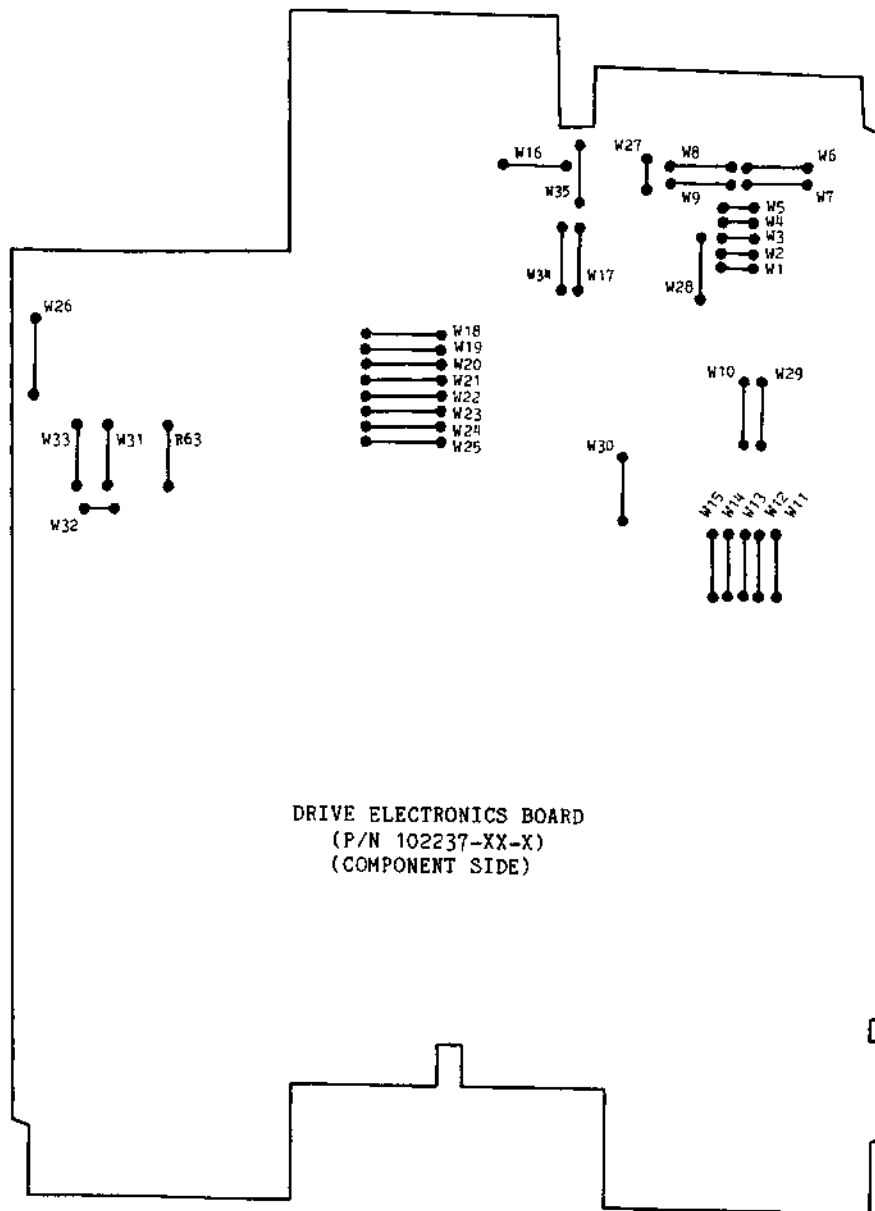 W16
W27
W8
W6
W35
W9
W7
W5
W4
W3
W2
W1
W34
W17
W28
W26
W18
W19
W20
W21
W22
W23
W24
W25
W10
W29
W33
W31
R63
W30
W32
W15
W14
W13
W12
W11
DRIVE ELECTRONICS BOARD
(P/N 102237-XX-X)
(COMPONENT SIDE)